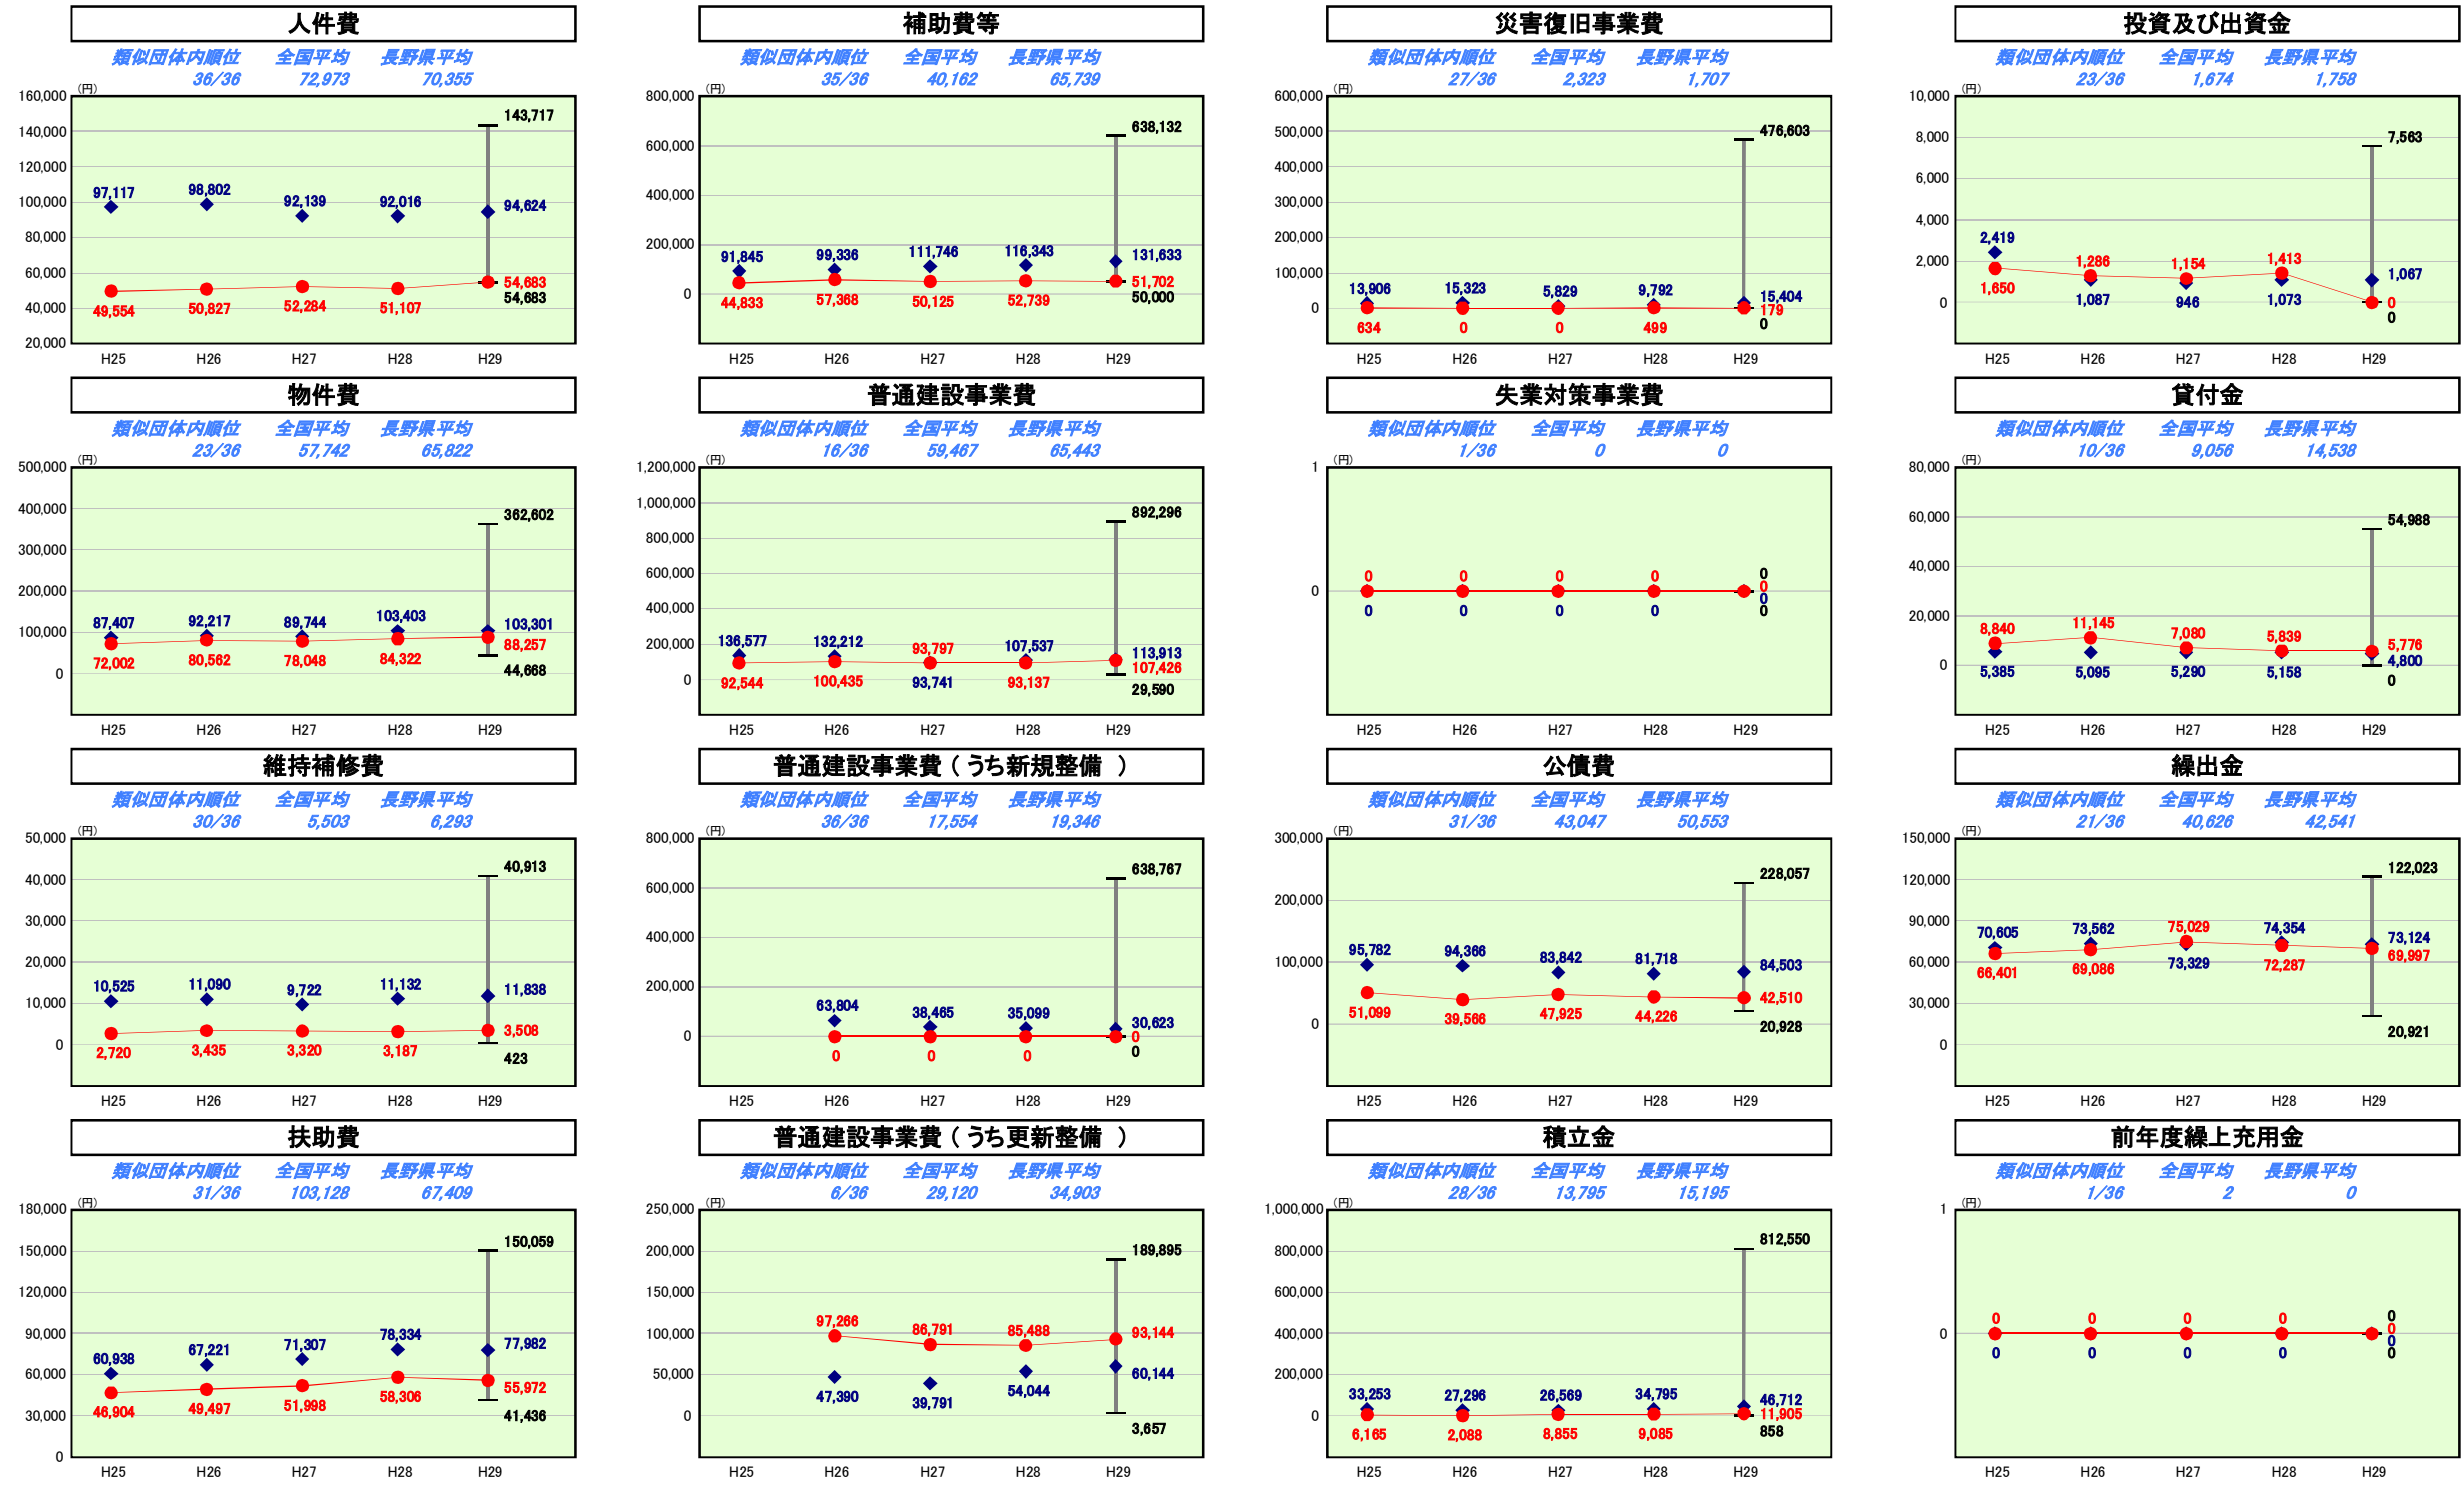 人件費
類似団体内順位 全国平均 長野県平均
36/36 72,973 70,355
(円)
160,000
140,000
120,000
100,000
80,000
60,000
40,000
20,000
143,717
97,117 98,802 92,139 92,016 94,624
49,554 50,827 52,284 51,107 54,683
54,683
H25 H26 H27 H28 H29
補助費等
類似団体内順位 全国平均 長野県平均
35/36 40,162 65,739
(円)
800,000
600,000
400,000
200,000
0
638,132
91,845 99,336 111,746 116,343 131,633
44,833 57,368 50,125 52,739 51,702
50,000
H25 H26 H27 H28 H29
災害復旧事業費
類似団体内順位 全国平均 長野県平均
27/36 2,323 1,707
(円)
600,000
500,000
400,000
300,000
200,000
100,000
0
476,603
13,906 15,323 5,829 9,792 15,404
634 0 0 499 179
0
H25 H26 H27 H28 H29
投資及び出資金
類似団体内順位 全国平均 長野県平均
23/36 1,674 1,758
(円)
10,000
8,000
6,000
4,000
2,000
0
7,563
2,419 1,286 1,154 1,413 1,067
1,650 1,087 946 1,073 0
0
H25 H26 H27 H28 H29
物件費
類似団体内順位 全国平均 長野県平均
23/36 57,742 65,822
(円)
500,000
400,000
300,000
200,000
100,000
0
362,602
87,407 92,217 89,744 103,403 103,301
72,002 80,562 78,048 84,322 88,257
44,668
H25 H26 H27 H28 H29
普通建設事業費
類似団体内順位 全国平均 長野県平均
16/36 59,467 65,443
(円)
1,200,000
1,000,000
800,000
600,000
400,000
200,000
0
892,296
136,577 132,212 93,797 107,537 113,913
92,544 100,435 93,741 93,137 107,426
29,590
H25 H26 H27 H28 H29
失業対策事業費
類似団体内順位 全国平均 長野県平均
1/36 0 0
(円)
1
0
0
0 0 0 0 0
0 0 0 0 0
0
H25 H26 H27 H28 H29
貸付金
類似団体内順位 全国平均 長野県平均
10/36 9,056 14,538
(円)
80,000
60,000
40,000
20,000
0
54,988
8,840 11,145 7,080 5,839 5,776
5,385 5,095 5,290 5,158 4,800
0
H25 H26 H27 H28 H29
維持補修費
類似団体内順位 全国平均 長野県平均
30/36 5,503 6,293
(円)
50,000
40,000
30,000
20,000
10,000
0
40,913
10,525 11,090 9,722 11,132 11,838
2,720 3,435 3,320 3,187 3,508
423
H25 H26 H27 H28 H29
普通建設事業費（うち新規整備 ）
類似団体内順位 全国平均 長野県平均
36/36 17,554 19,346
(円)
800,000
600,000
400,000
200,000
0
638,767
63,804 38,465 35,099 30,623
0 0 0 0
0
H25 H26 H27 H28 H29
公債費
類似団体内順位 全国平均 長野県平均
31/36 43,047 50,553
(円)
300,000
200,000
100,000
0
228,057
95,782 94,366 83,842 81,718 84,503
51,099 39,566 47,925 44,226 42,510
20,928
H25 H26 H27 H28 H29
繰出金
類似団体内順位 全国平均 長野県平均
21/36 40,626 42,541
(円)
150,000
120,000
90,000
60,000
30,000
0
122,023
70,605 73,562 75,029 74,354 73,124
66,401 69,086 73,329 72,287 69,997
20,921
H25 H26 H27 H28 H29
扶助費
類似団体内順位 全国平均 長野県平均
31/36 103,128 67,409
(円)
180,000
150,000
120,000
90,000
60,000
30,000
0
150,059
60,938 67,221 71,307 78,334 77,982
46,904 49,497 51,998 58,306 55,972
41,436
H25 H26 H27 H28 H29
普通建設事業費（うち更新整備 ）
類似団体内順位 全国平均 長野県平均
6/36 29,120 34,903
(円)
250,000
200,000
150,000
100,000
50,000
0
189,895
97,266 86,791 85,488 93,144
47,390 39,791 54,044 60,144
3,657
H25 H26 H27 H28 H29
積立金
類似団体内順位 全国平均 長野県平均
28/36 13,795 15,195
(円)
1,000,000
800,000
600,000
400,000
200,000
0
812,550
33,253 27,296 26,569 34,795 46,712
6,165 2,088 8,855 9,085 11,905
858
H25 H26 H27 H28 H29
前年度繰上充用金
類似団体内順位 全国平均 長野県平均
1/36 2 0
(円)
1
0
0
0 0 0 0 0
0 0 0 0 0
0
H25 H26 H27 H28 H29